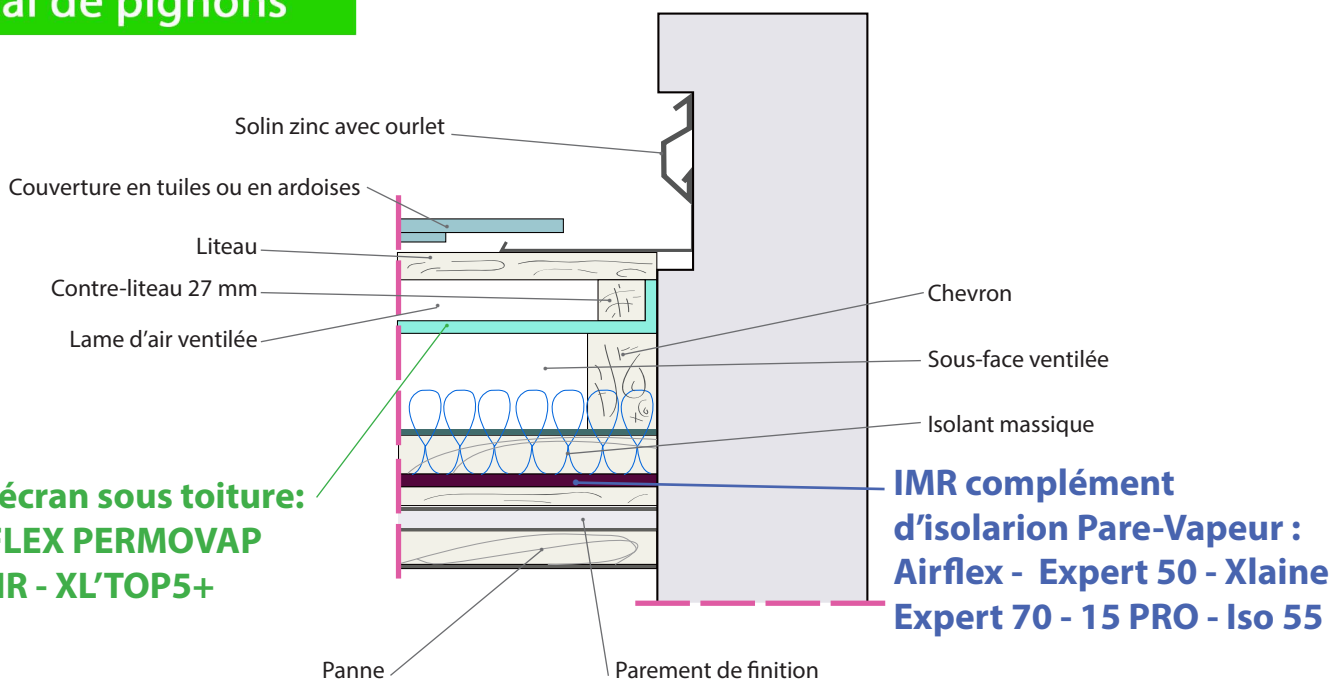 de pignons
Solin zinc avec ourlet
Couverture en tuiles ou en ardoises
Liteau
Contre-liteau 27 mm
Lame d’air ventilée
Chevron
Sous-face ventilée
Isolant massique
écran sous toiture:
FLEX PERMOVAP
- XL’TOP5+
IMR complément
d’isolarion Pare-Vapeur :
Airflex - Expert 50 - Xlaine
Expert 70 - 15 PRO - Iso 55
Panne
Parement de finition